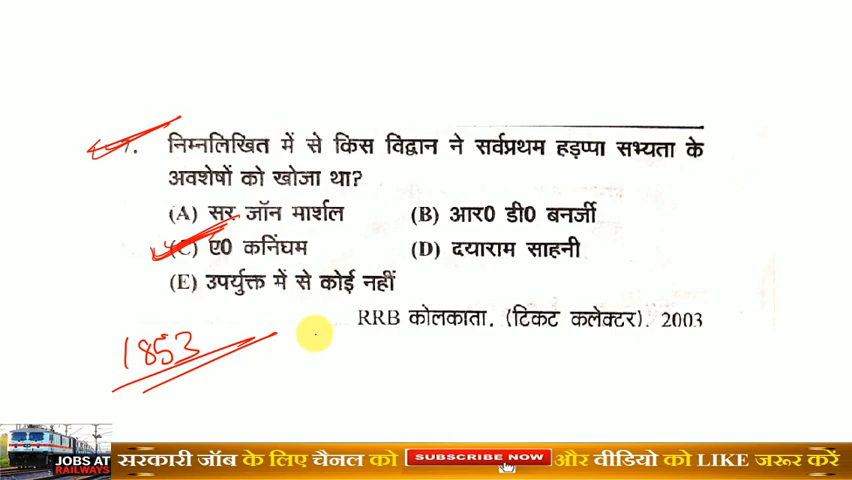 7. निम्नलिखित में से किस विद्वान ने सर्वप्रथम हड़प्पा सभ्यता के
अवशेषों को खोजा था?
(A) सर जॉन मार्शल (B) आर0 डी0 बनर्जी
(C) ए0 कनिंघम (D) दयाराम साहनी
(E) उपर्युक्त में से कोई नहीं
RRB कोलकाता. (टिकट कलेक्टर). 2003
1853
JOBS AT
RAILWAYS
सरकारी जॉब के लिए चैनल को SUBSCRIBE NOW और वीडियो को LIKE जरूर करें